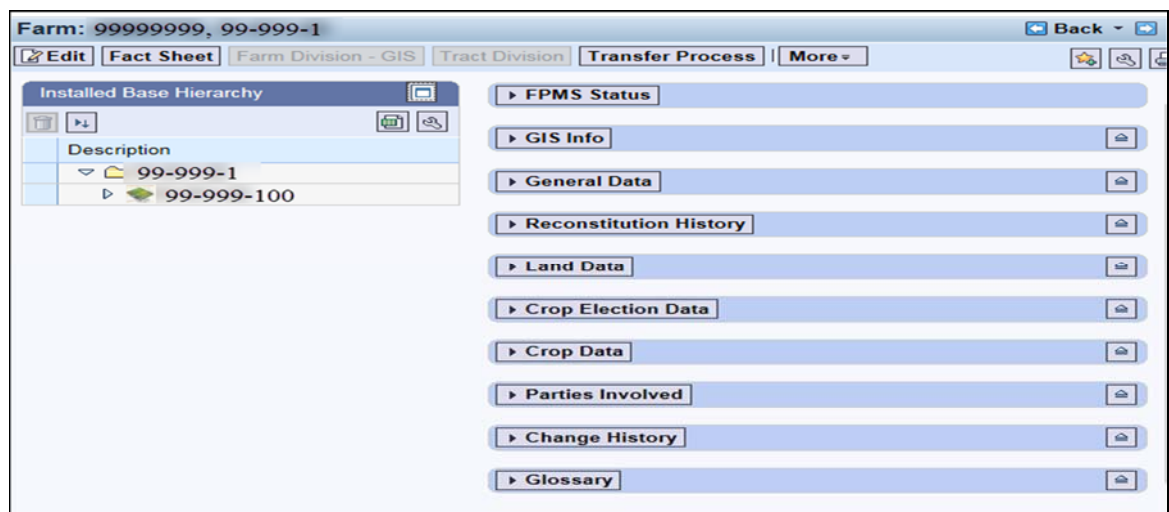 Farm: 99999999, 99-999-1 Back
Edit Fact Sheet Farm Division - GIS Tract Division Transfer Process | More
Installed Base Hierarchy
Description
99-999-1
99-999-100
FPMS Status
GIS Info
General Data
Reconstitution History
Land Data
Crop Election Data
Crop Data
Parties Involved
Change History
Glossary